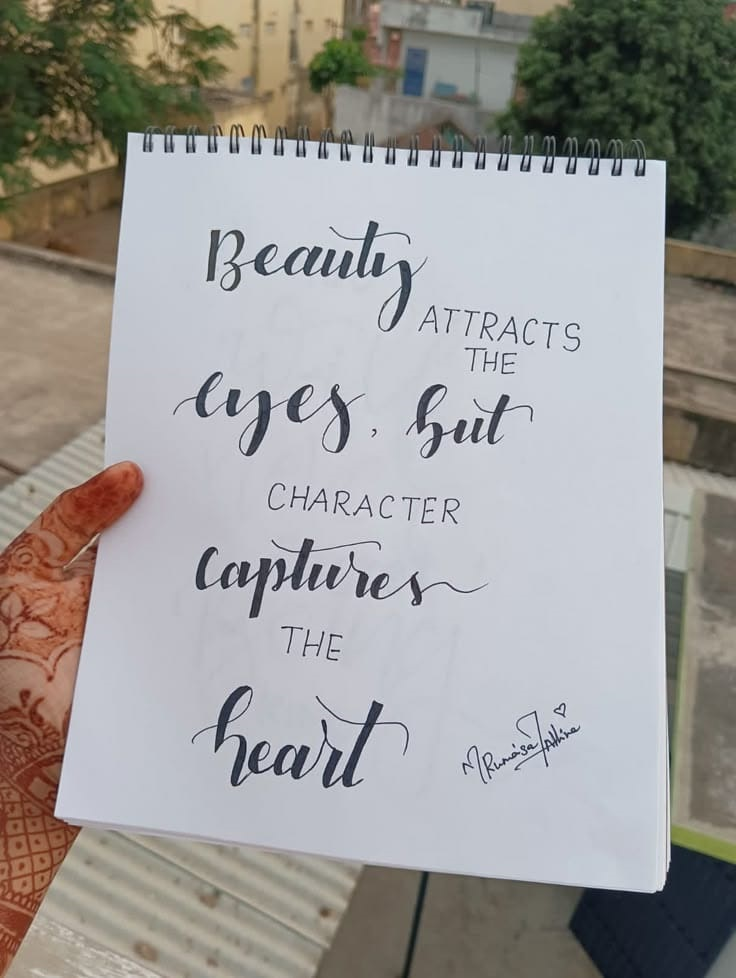 Beauty
ATTRACTS
THE
eyes, but
CHARACTER
captures
THE
heart